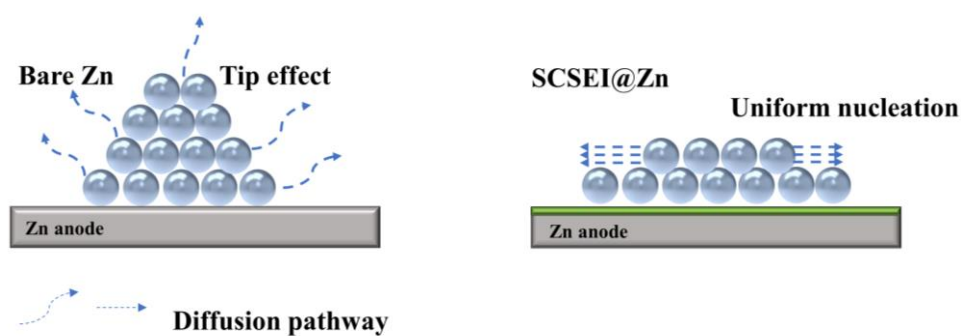 Bare Zn
Tip effect
Zn anode
SCSEI@Zn
Uniform nucleation
Zn anode
Diffusion pathway